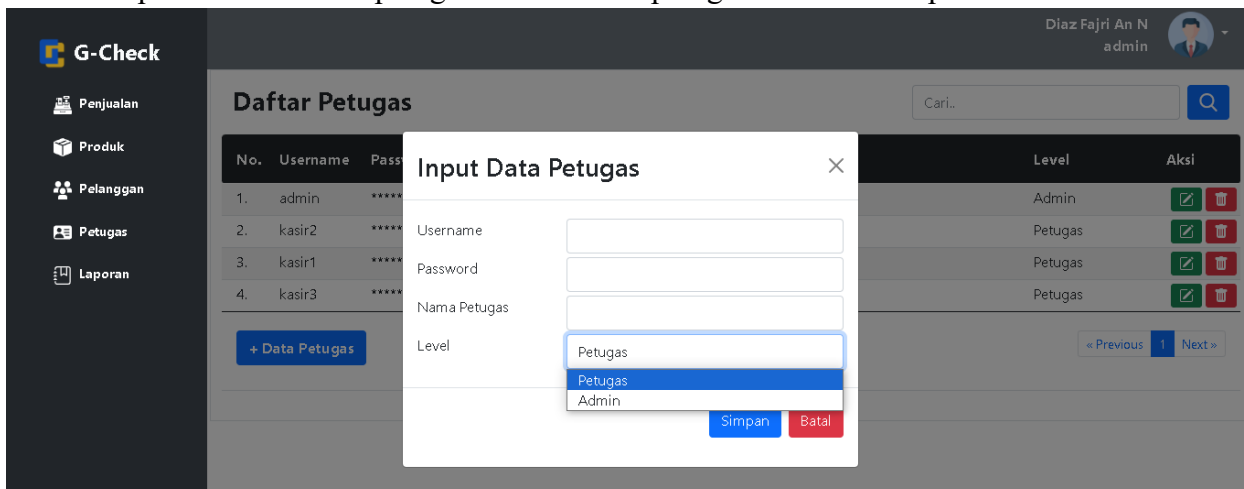 Diaz Fajri An N
admin
G-Check
Penjualan
Produk
Pelanggan
Petugas
Laporan
Daftar Petugas
Cari..
No. Username Level Aksi
1. admin ***** Admin
2. kasir2 ***** Petugas
3. kasir1 ***** Petugas
4. kasir3 ***** Petugas
+ Data Petugas
« Previous 1 Next »
Input Data Petugas
Username
Password
Nama Petugas
Level Petugas
Petugas
Admin
Simpan Batal